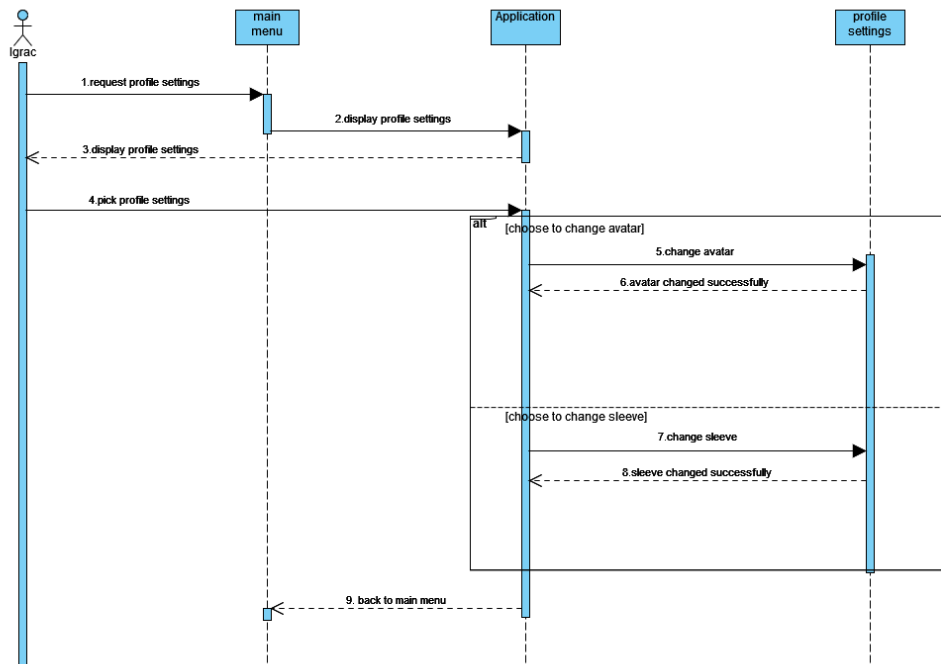 main
menu
Application
profile
settings
Igrac
1.request profile settings
2.display profile settings
3.display profile settings
4.pick profile settings
alt
[choose to change avatar]
5.change avatar
6.avatar changed successfully
[choose to change sleeve]
7.change sleeve
8.sleeve changed successfully
9. back to main menu